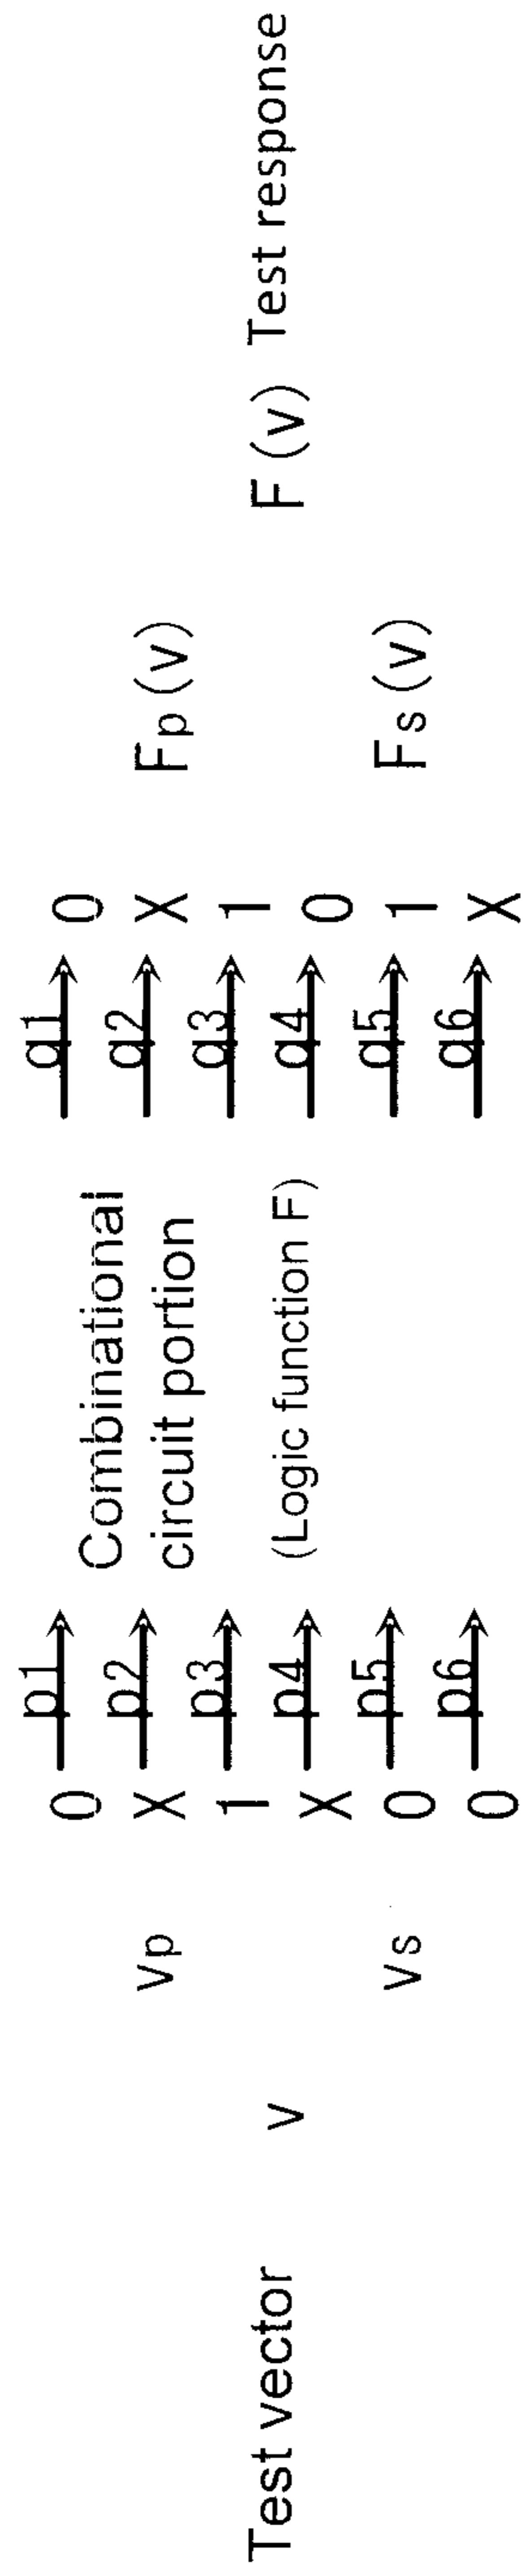 Test vector
v
Vp
Vs
0 p1
X p2
1 p3
X p4
0 p5
0 p6
Combinational
circuit portion
(Logic function F)
q1 0
q2 X
q3 1
q4 0
q5 1
q6 X
Fp (v)
Fs (v)
F (v) Test response